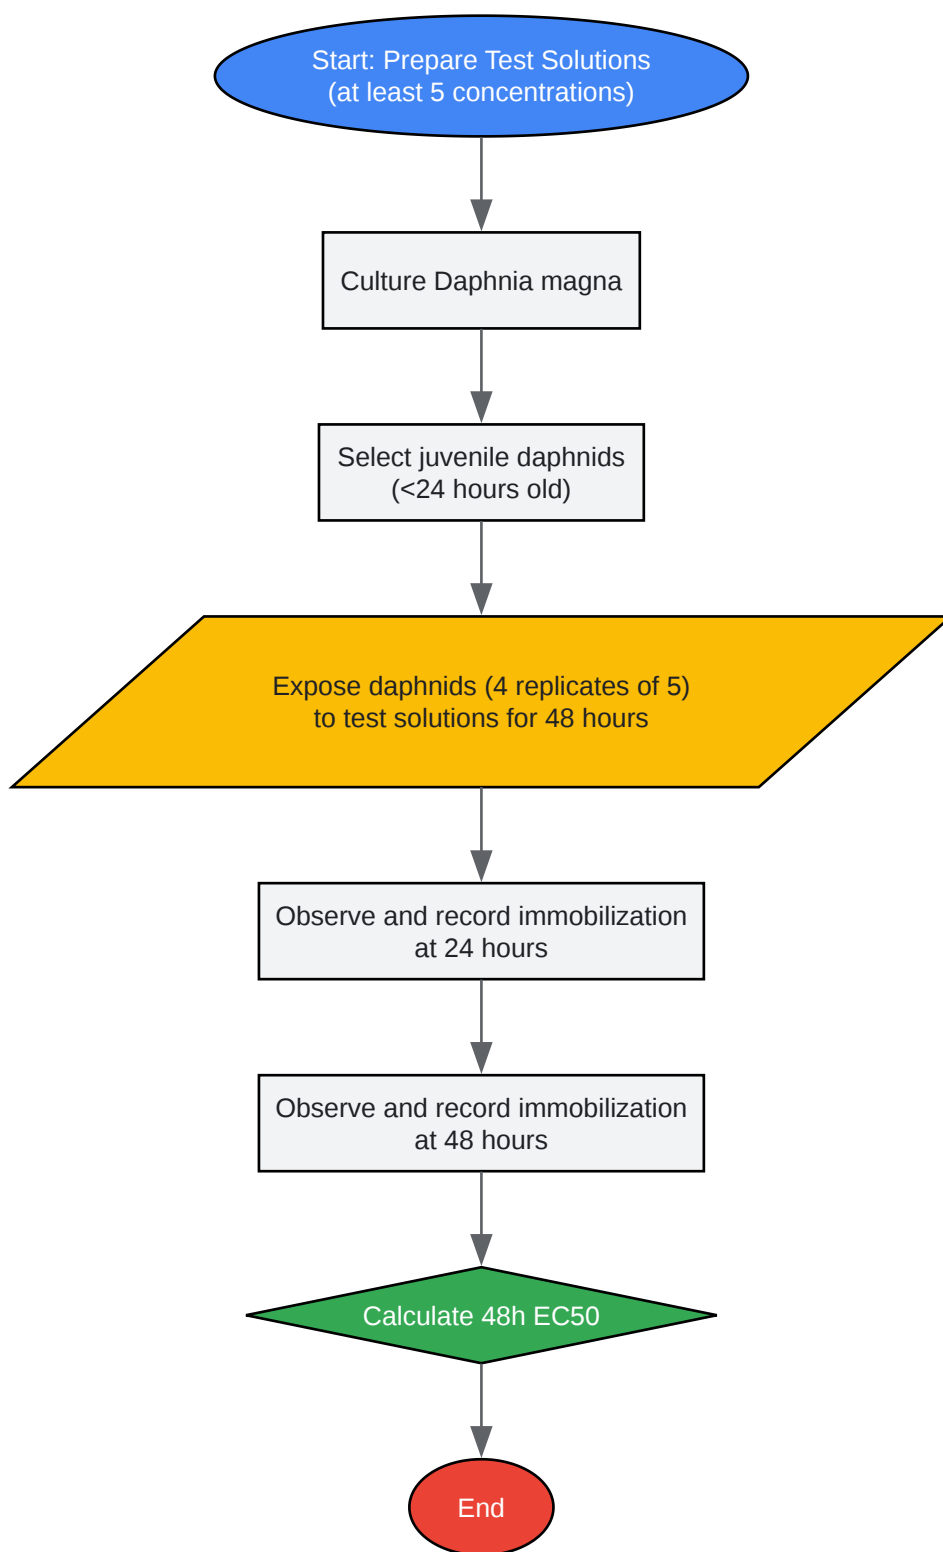 Start: Prepare Test Solutions
(at least 5 concentrations)
Culture Daphnia magna
Select juvenile daphnids
(<24 hours old)
Expose daphnids (4 replicates of 5)
to test solutions for 48 hours
Observe and record immobilization
at 24 hours
Observe and record immobilization
at 48 hours
Calculate 48h EC50
End